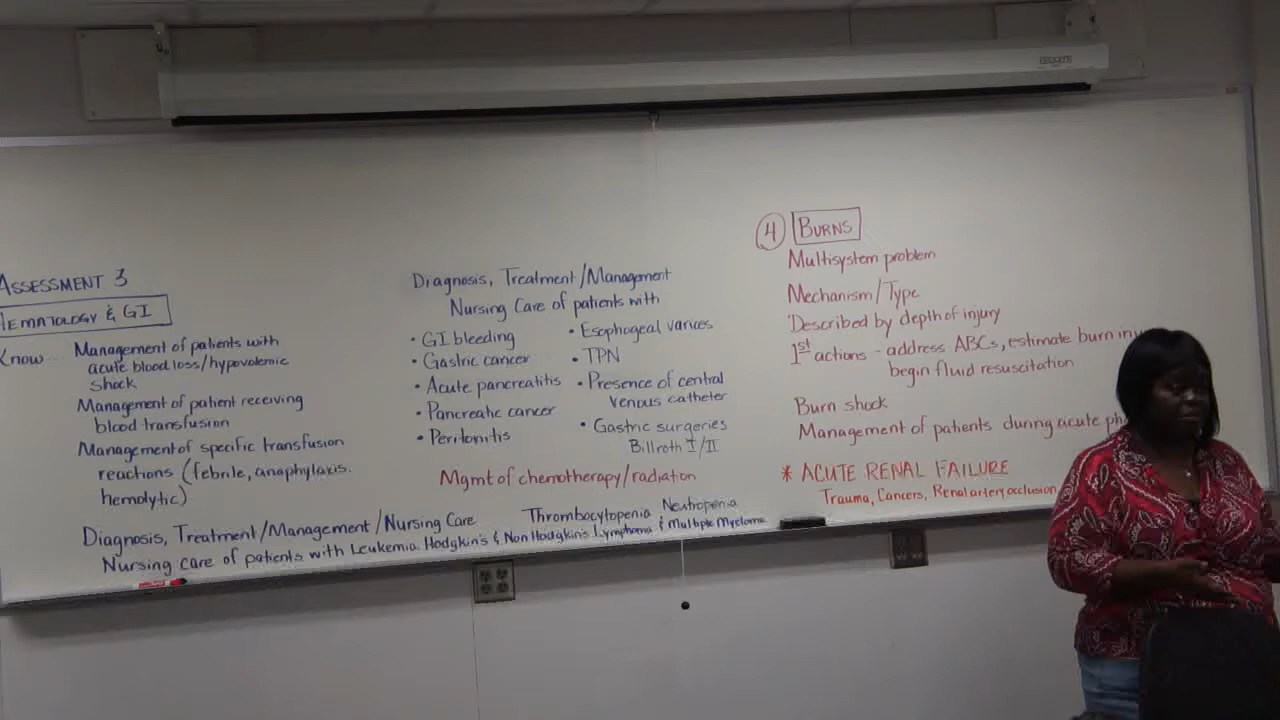 ASSESSMENT 3
HEMATOLOGY & GI
Know
Management of patients with
acute blood loss/hypovolemic
shock
Management of patient receiving
blood transfusion
Management of specific transfusion
reactions (febrile, anaphylaxis.
hemolytic)
Diagnosis, Treatment/Management/Nursing Care
Nursing care of patients with Leukemia. Hodgkin's & Non Hodgkin's Lymphoma & Multiple Myeloma
Thrombocytopenia Neutropenia
Diagnosis, Treatment/Management
Nursing Care of patients with
• GI bleeding
• Gastric cancer
• Acute pancreatitis
• Pancreatic cancer
• Peritonitis
• Esophogeal varices
• TPN
• Presence of central
venous catheter
• Gastric surgeries
Billroth I/II
Mgmt of chemotherapy/radiation
4 BURNS
Multisystem problem
Mechanism/Type
Described by depth of injury
1st actions - address ABCs, estimate burn inju
begin fluid resuscitation
Burn shock
Management of patients during acute ph
* ACUTE RENAL FAILURE
Trauma, Cancers, Renal artery occlusion